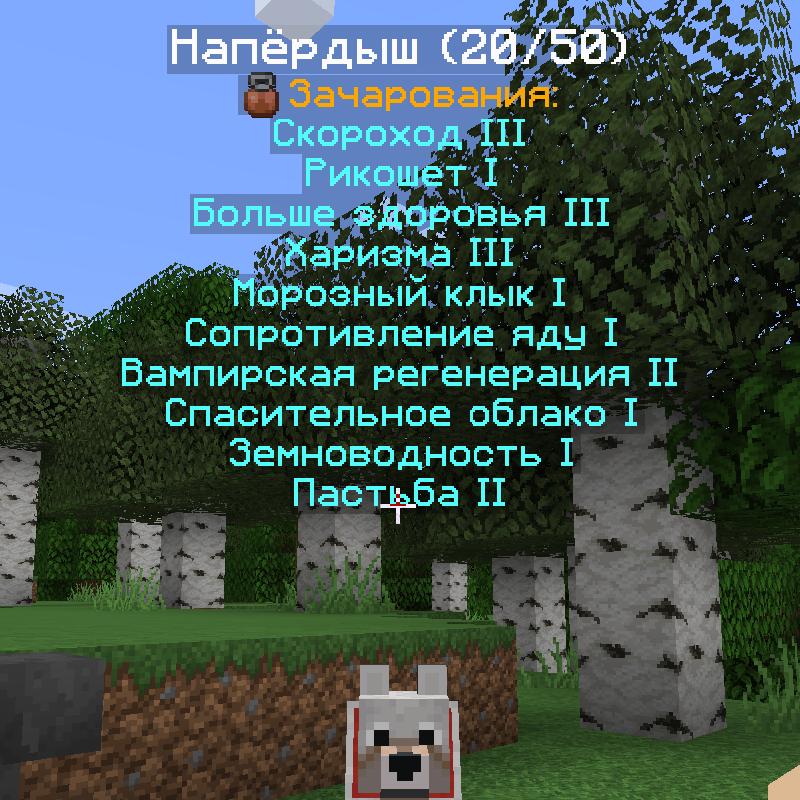 Напёрдыш (20/50)
Зачарования:
Скороход III
Рикошет I
Больше здоровья III
Харизма III
Морозный клык I
Сопротивление яду I
Вампирская регенерация II
Спасительное облако I
Земноводность I
Пастьба II